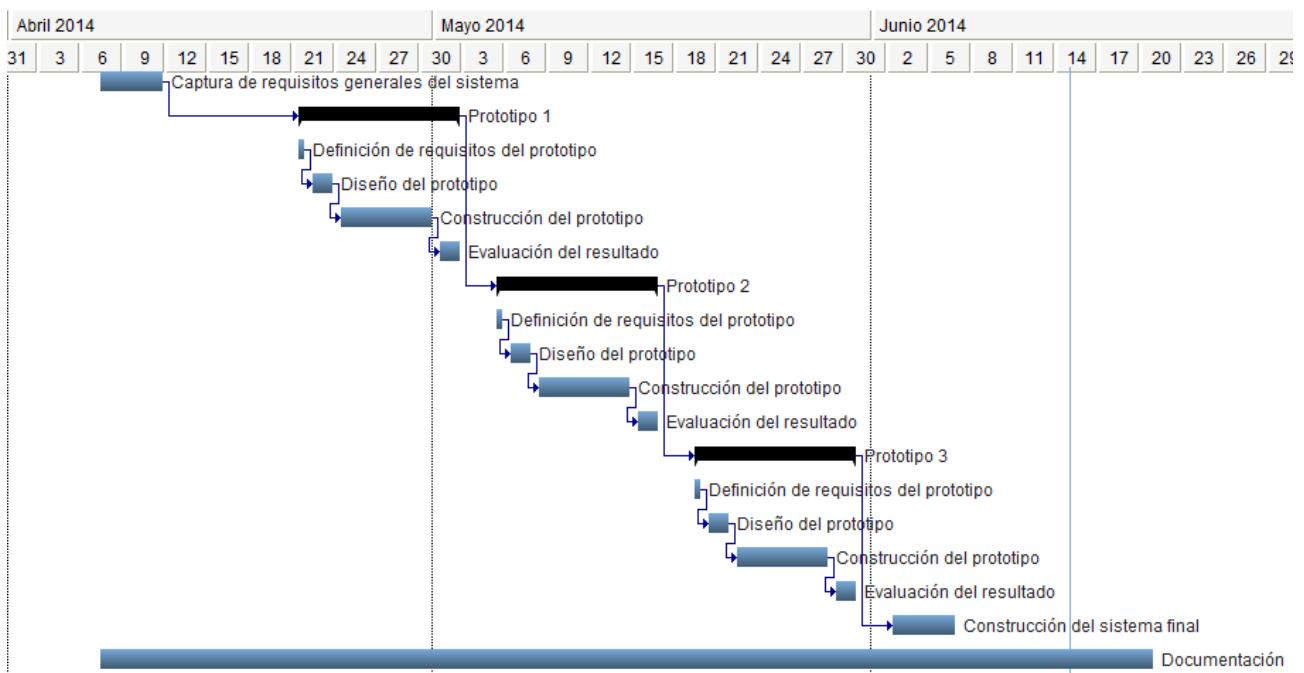 Abril 2014 Mayo 2014 Junio 2014
31 3 6 9 12 15 18 21 24 27 30 3 6 9 12 15 18 21 24 27 30 2 5 8 11 14 17 20 23 26 29
Captura de requisitos generales del sistema
Prototipo 1
Definición de requisitos del prototipo
Diseño del prototipo
Construcción del prototipo
Evaluación del resultado
Prototipo 2
Definición de requisitos del prototipo
Diseño del prototipo
Construcción del prototipo
Evaluación del resultado
Prototipo 3
Definición de requisitos del prototipo
Diseño del prototipo
Construcción del prototipo
Evaluación del resultado
Construcción del sistema final
Documentación